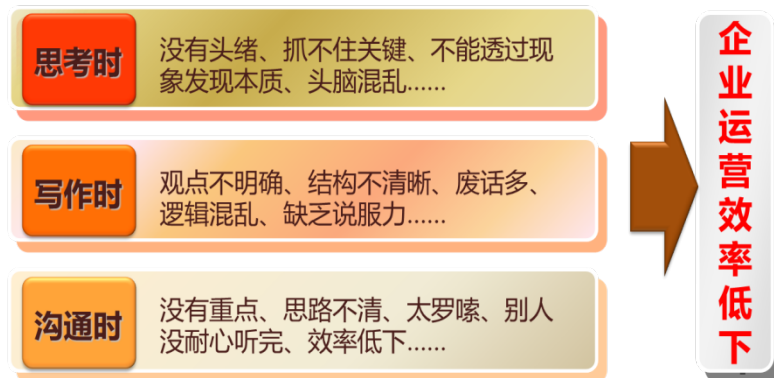 思考时
没有头绪、抓不住关键、不能透过现
象发现本质、头脑混乱......
写作时
观点不明确、结构不清晰、废话多、
逻辑混乱、缺乏说服力......
沟通时
没有重点、思路不清、太罗嗦、别人
没耐心听完、效率低下......
企业运营效率低下